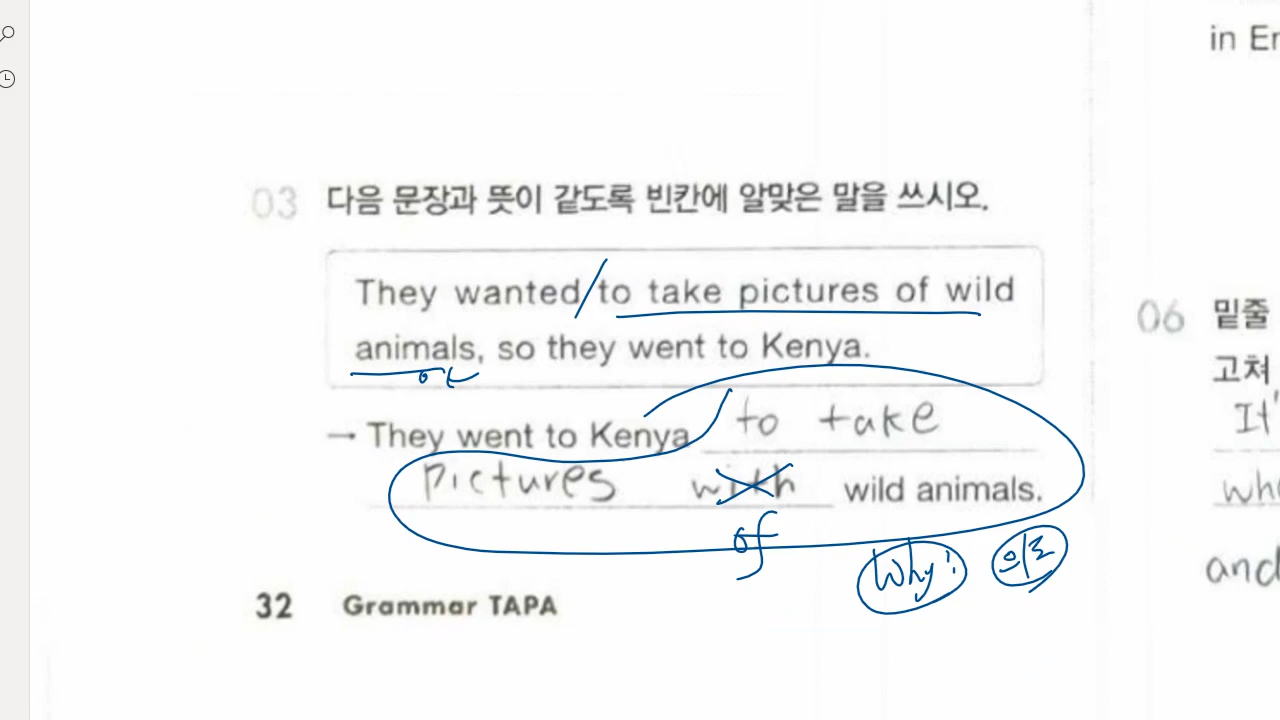 03 다음 문장과 뜻이 같도록 빈칸에 알맞은 말을 쓰시오.
They wanted/to take pictures of wild
animals, so they went to Kenya.
→ They went to Kenya to take
pictures with wild animals.
of
Why?
32 Grammar TAPA
in En
06 밑줄
고쳐
It'
who
and